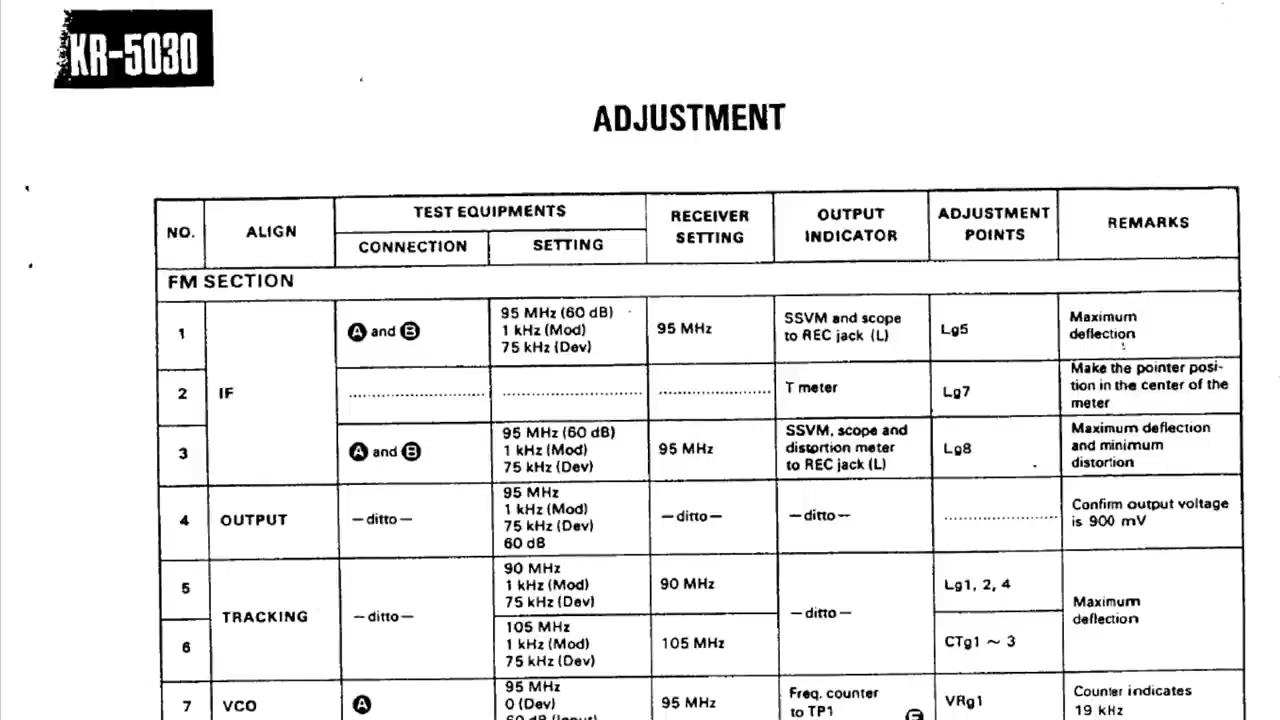 KR-5030
ADJUSTMENT
NO. ALIGN TEST EQUIPMENTS RECEIVER SETTING OUTPUT INDICATOR ADJUSTMENT POINTS REMARKS
CONNECTION SETTING
FM SECTION
1 IF A and B 95 MHz (60 dB) 95 MHz SSVM and scope Lg5 Maximum
1 kHz (Mod) to REC jack (L) deflection
75 kHz (Dev)
2 T meter Lg7 Make the pointer posi-
tion in the center of the
meter
3 A and B 95 MHz (60 dB) 95 MHz SSVM, scope and Lg8 Maximum deflection
1 kHz (Mod) distortion meter and minimum
75 kHz (Dev) to REC jack (L) distortion
4 OUTPUT —ditto— 95 MHz —ditto— —ditto— Confirm output voltage
1 kHz (Mod) is 900 mV
75 kHz (Dev)
60 dB
5 TRACKING —ditto— 90 MHz 90 MHz —ditto— Lg1, 2, 4 Maximum
1 kHz (Mod) deflection
75 kHz (Dev)
6 105 MHz 105 MHz CTg1 ~ 3
1 kHz (Mod)
75 kHz (Dev)
7 VCO A 95 MHz 95 MHz Freq. counter VRg1 Counter indicates
0 (Dev) to TP1 E 19 kHz
60 dB (Input)